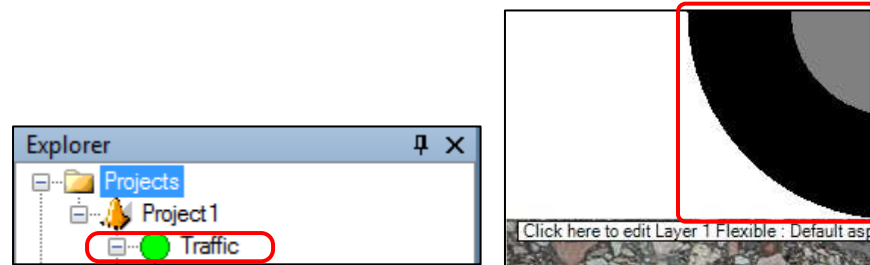 Explorer
Projects
Project1
Traffic
Click here to edit Layer 1 Flexible : Default asp